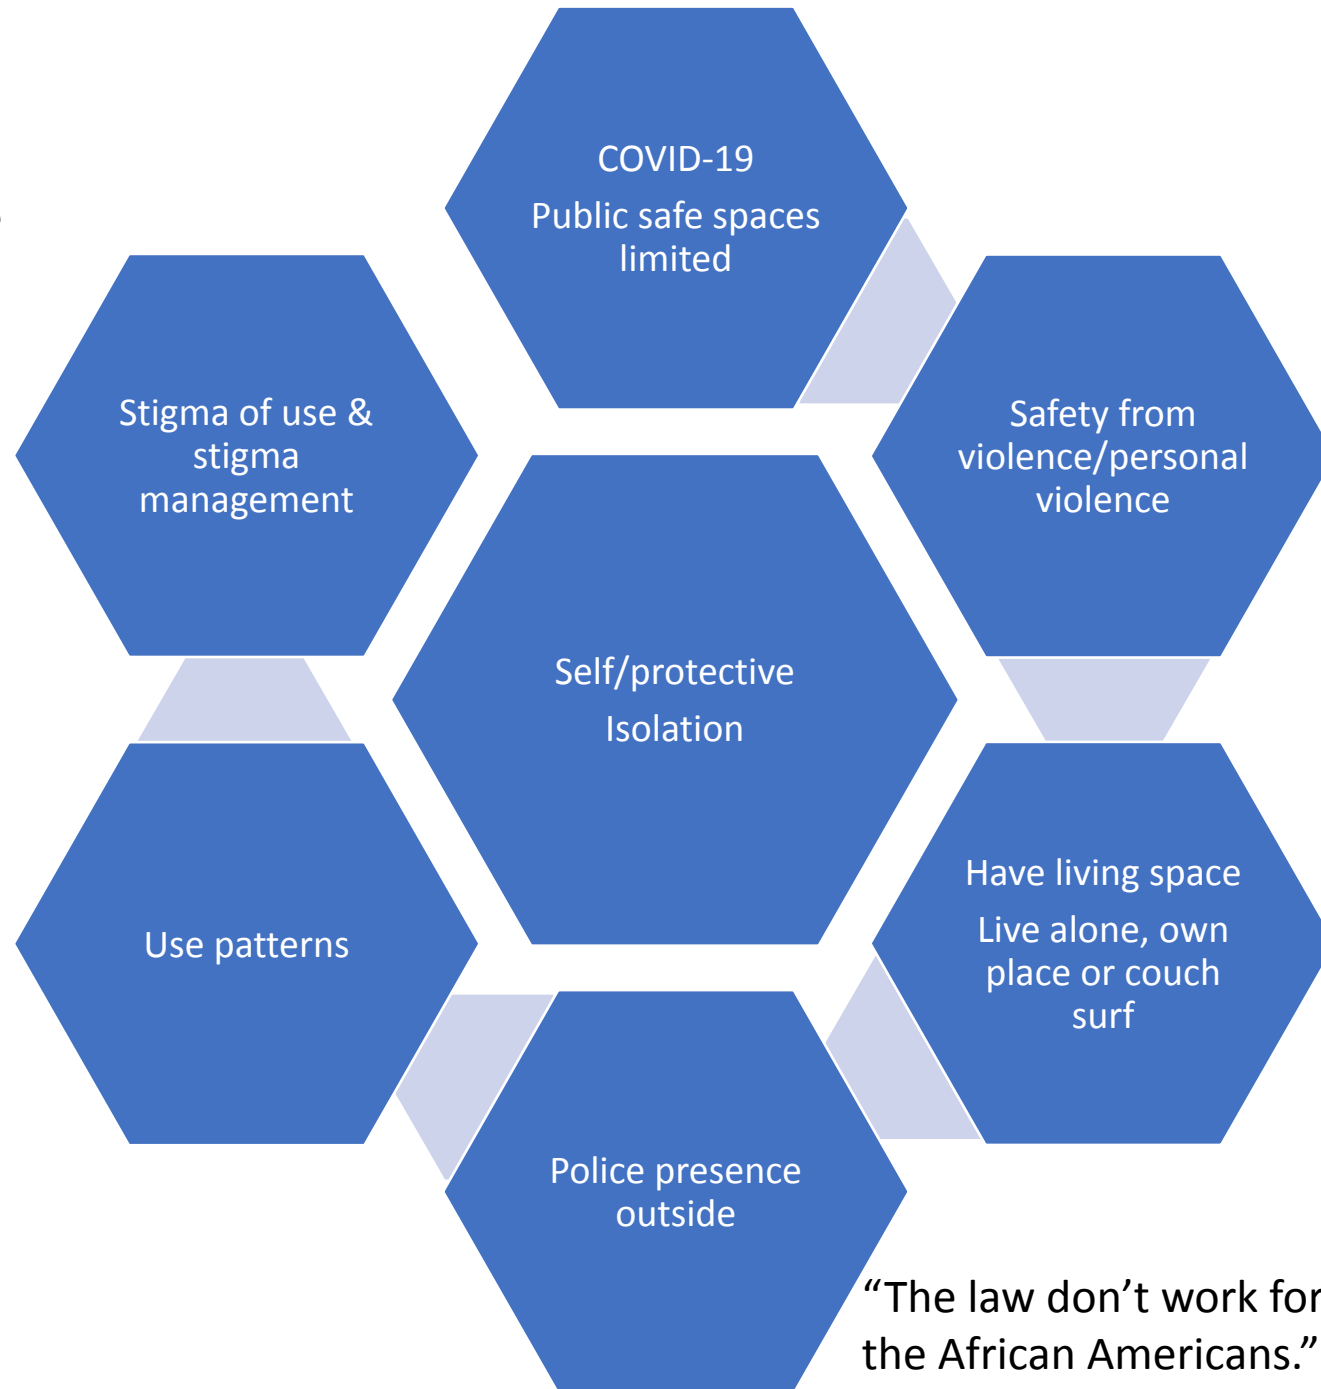 COVID-19
Public safe spaces
limited
Stigma of use &
stigma
management
Safety from
violence/personal
violence
Self/protective
Isolation
Use patterns
Have living space
Live alone, own
place or couch
surf
Police presence
outside
“The law don’t work for
the African Americans.”